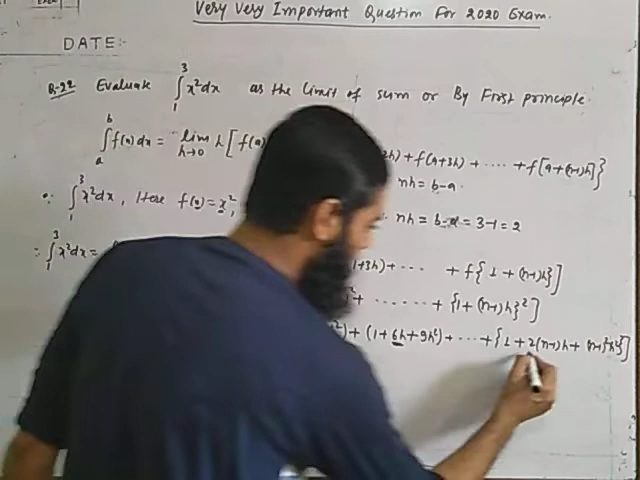 Very Very Important Question For 2020 Exam.
DATE:-
Q-22 Evaluate ∫₁³ x²dx as the limit of sum or By First principle.
∫ₐᵇ f(x)dx = lim h→0 h[f(a) 2h) + f(a+3h) + ..... + f{a+(n-1)h}]
nh = b-a.
∵ ∫₁³ x²dx, Here f(x) = x², nh = b-a = 3-1 = 2
∴ ∫₁³ x²dx = 1+3h) + ... + f{1 + (n-1)h}]
+ ...... + {1 + (n-1)h}²]
²) + (1+6h+9h²) + ... + {1+2(n-1)h + (n-1)²h²}]